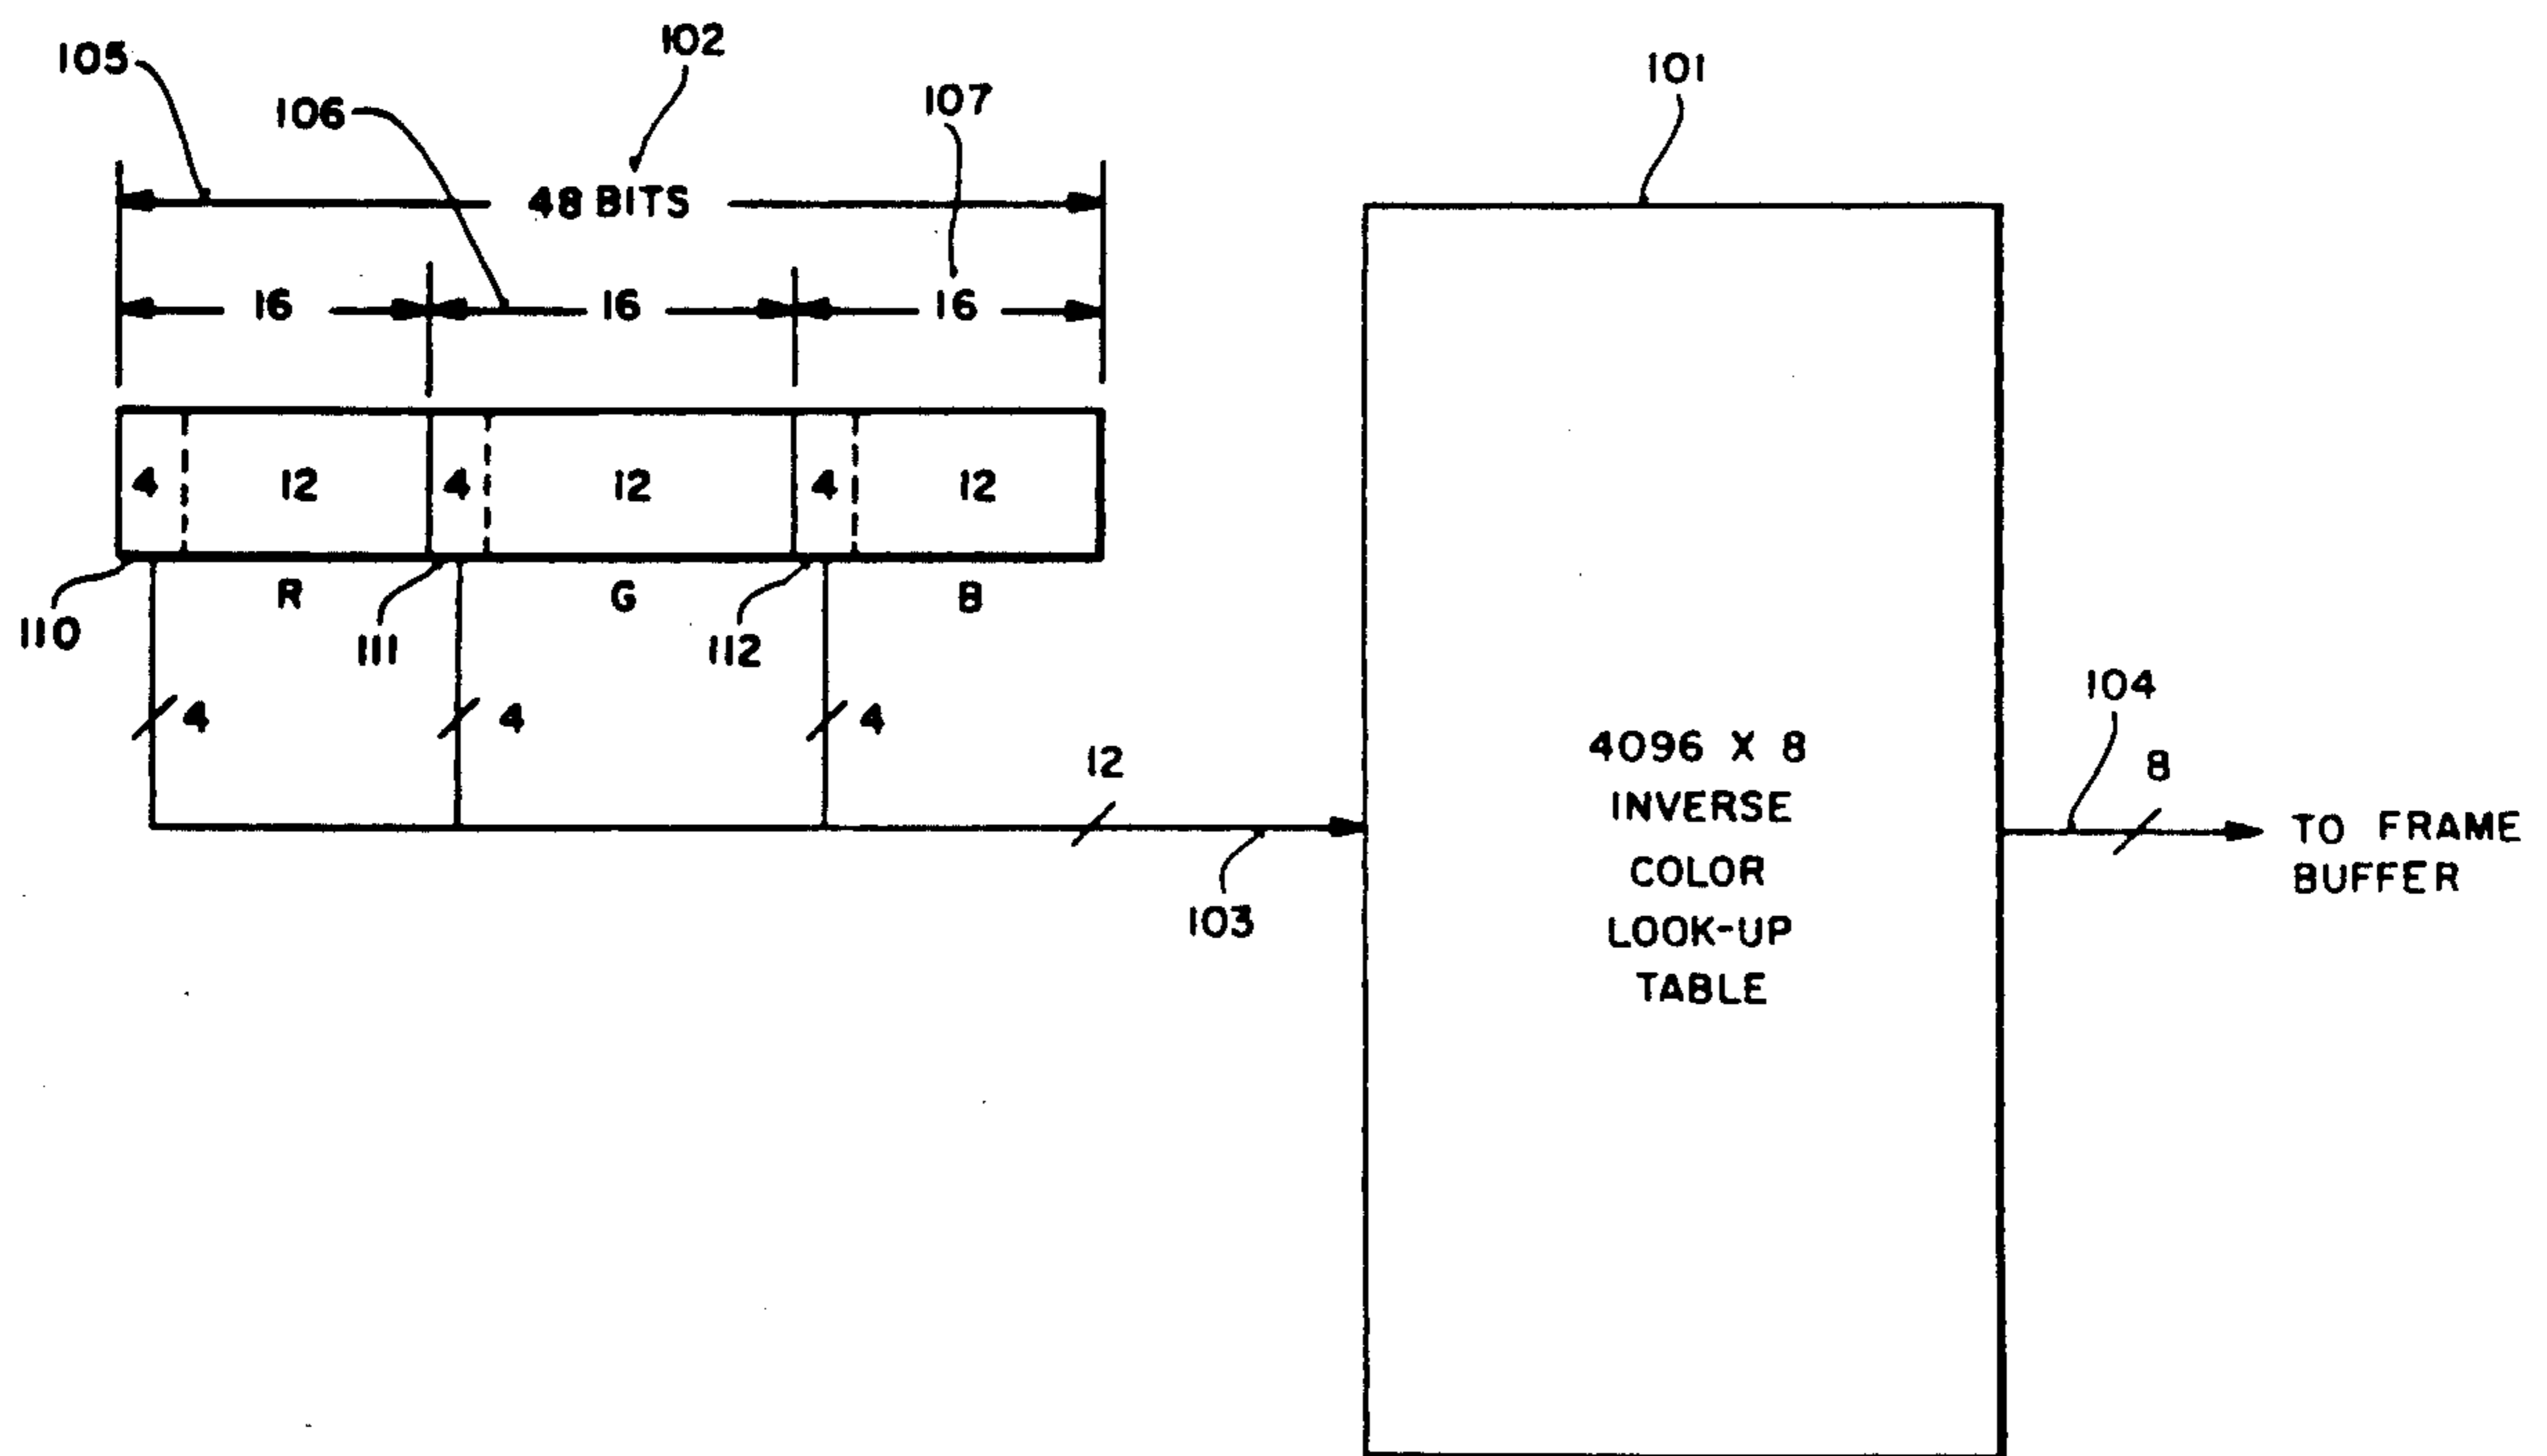 102
105
101
107
106
48 BITS
16 16 16
4 12 4 12 4 12
R G B
110 111 112
4 4 4
104
12
8
4096 X 8
INVERSE
COLOR
LOOK-UP
TABLE
TO FRAME
BUFFER
103